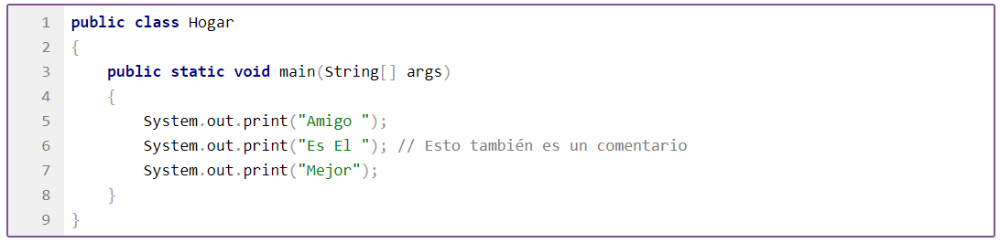 1 public class Hogar
2 {
3     public static void main(String[] args)
4     {
5         System.out.print("Amigo ");
6         System.out.print("Es El "); // Esto también es un comentario
7         System.out.print("Mejor");
8     }
9 }